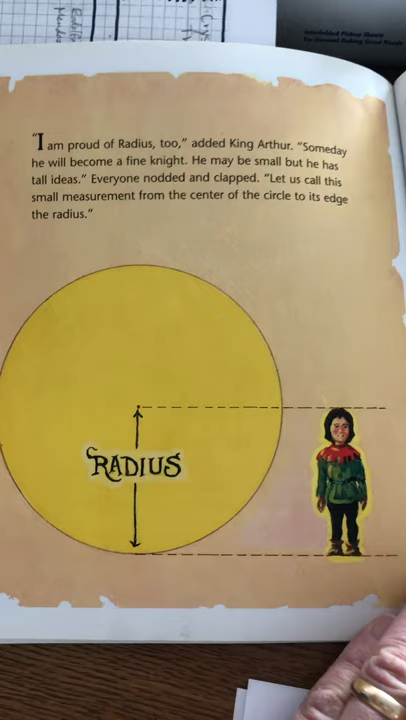 "I am proud of Radius, too," added King Arthur. "Someday
he will become a fine knight. He may be small but he has
tall ideas." Everyone nodded and clapped. "Let us call this
small measurement from the center of the circle to its edge
the radius."
RADIUS